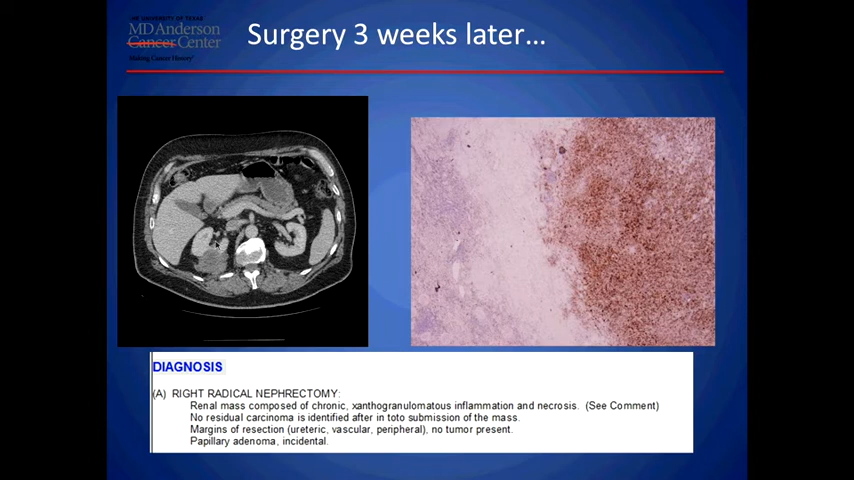 THE UNIVERSITY OF TEXAS
MD Anderson
Cancer Center
Making Cancer History®
Surgery 3 weeks later...
DIAGNOSIS
(A) RIGHT RADICAL NEPHRECTOMY:
Renal mass composed of chronic, xanthogranulomatous inflammation and necrosis. (See Comment)
No residual carcinoma is identified after in toto submission of the mass.
Margins of resection (ureteric, vascular, peripheral), no tumor present.
Papillary adenoma, incidental.